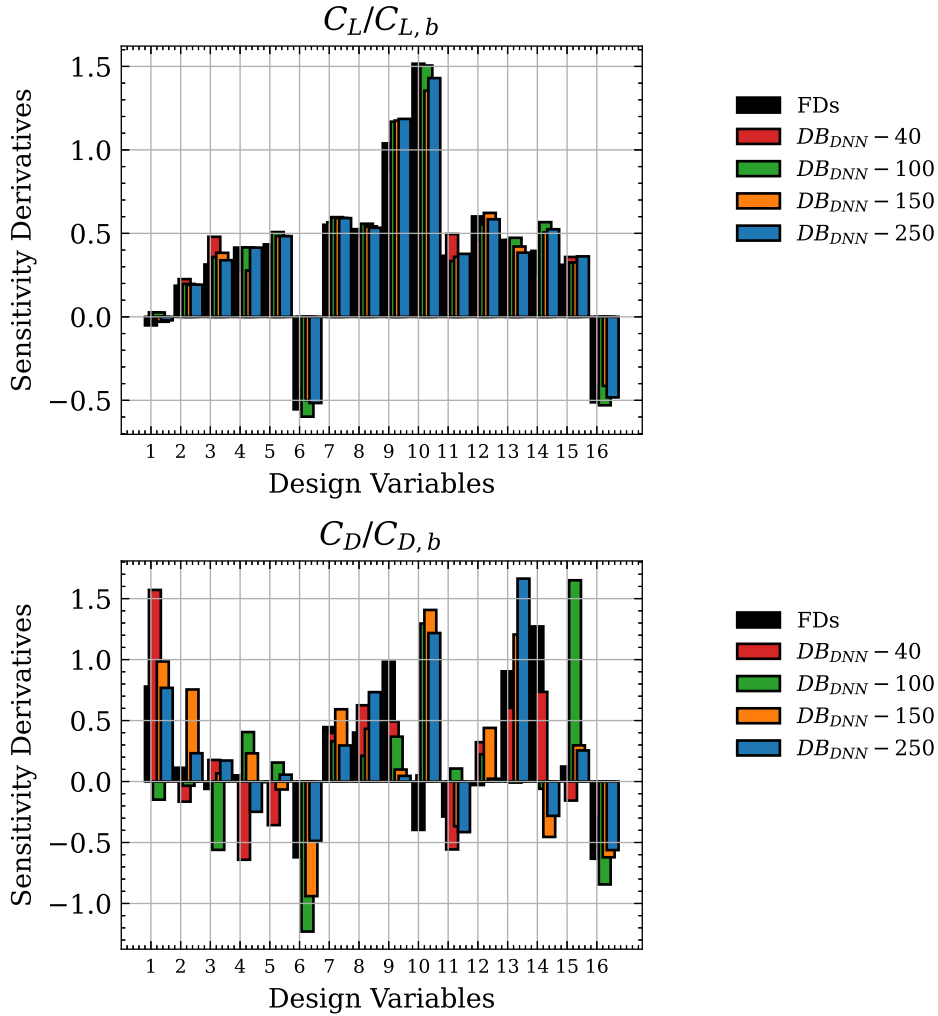 C_L/C_{L,b}
Sensitivity Derivatives
1.5
1.0
0.5
0.0
−0.5
1 2 3 4 5 6 7 8 9 10 11 12 13 14 15 16
Design Variables
FDs
DB_{DNN} − 40
DB_{DNN} − 100
DB_{DNN} − 150
DB_{DNN} − 250
C_D/C_{D,b}
Sensitivity Derivatives
1.5
1.0
0.5
0.0
−0.5
−1.0
1 2 3 4 5 6 7 8 9 10 11 12 13 14 15 16
Design Variables
FDs
DB_{DNN} − 40
DB_{DNN} − 100
DB_{DNN} − 150
DB_{DNN} − 250